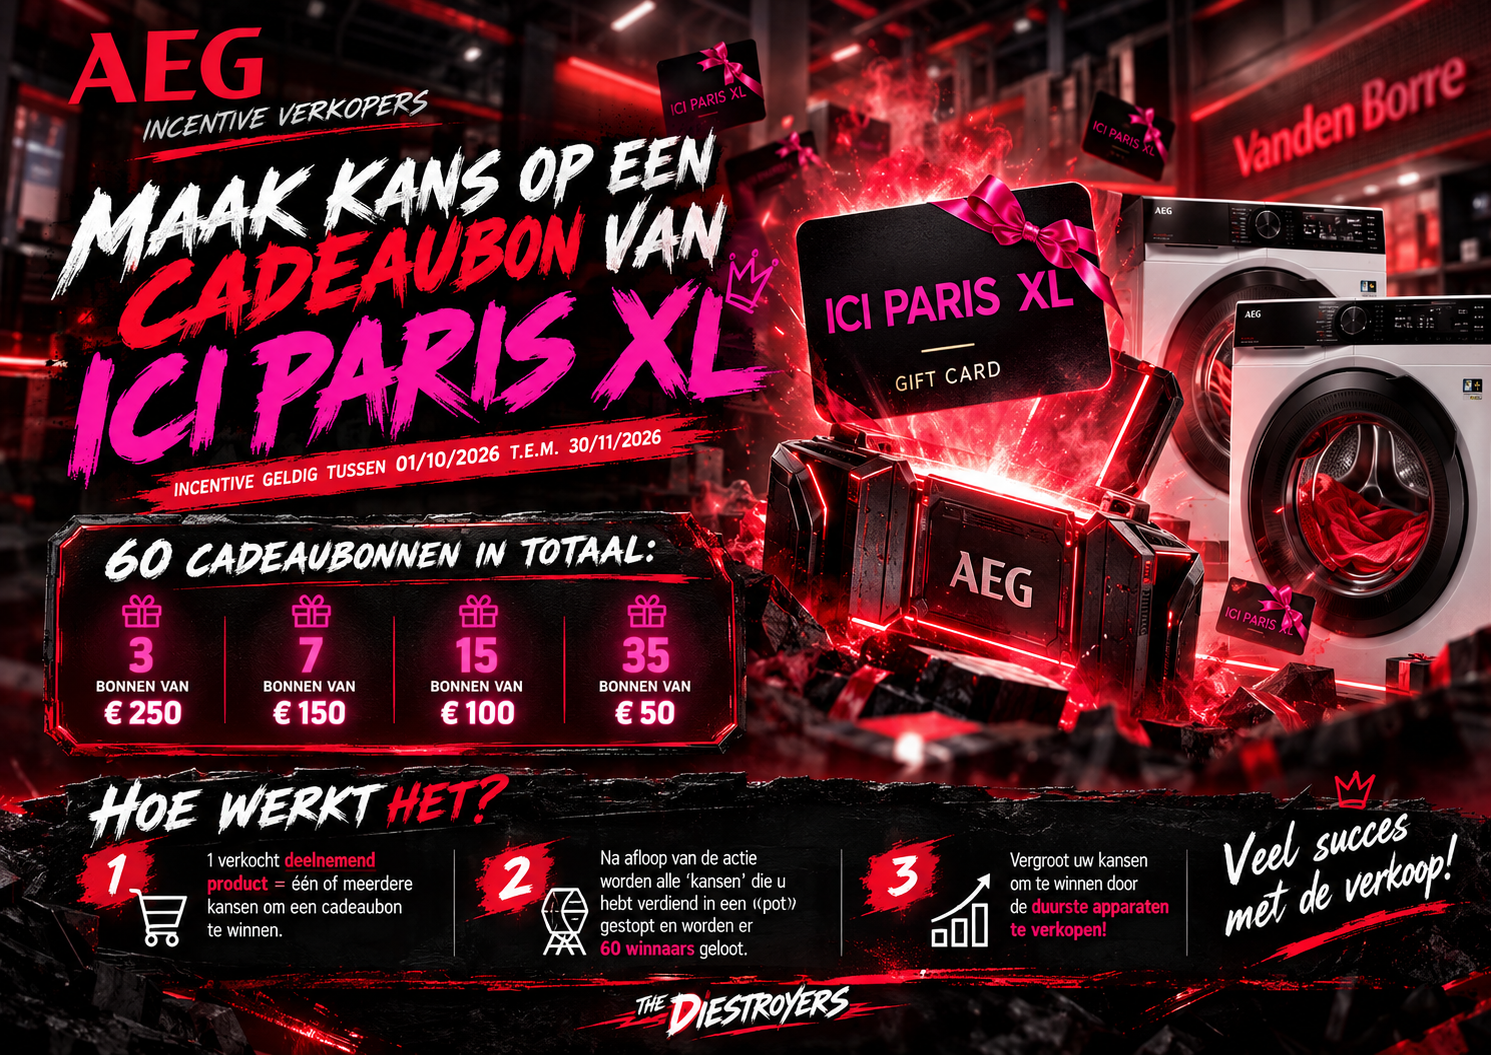 AEG
INCENTIVE VERKOPERS
MAAK KANS OP EEN
CADEAUBON VAN
ICI PARIS XL
INCENTIVE GELDIG TUSSEN 01/10/2026 T.E.M. 30/11/2026
60 CADEAUBONNEN IN TOTAAL:
3
BONNEN VAN
€ 250
7
BONNEN VAN
€ 150
15
BONNEN VAN
€ 100
35
BONNEN VAN
€ 50
ICI PARIS XL
ICI PARIS XL
Vanden Borre
ICI PARIS XL
GIFT CARD
AEG
AEG
AEG
ICI PARIS XL
HOE WERKT HET?
1
1 verkocht deelnemend
product = één of meerdere
kansen om een cadeaubon
te winnen.
2
Na afloop van de actie
worden alle ‘kansen’ die u
hebt verdiend in een «pot»
gestopt en worden er
60 winnaars geloot.
3
Vergroot uw kansen
om te winnen door
de duurste apparaten
te verkopen!
Veel succes
met de verkoop!
THE DIESTROYERS